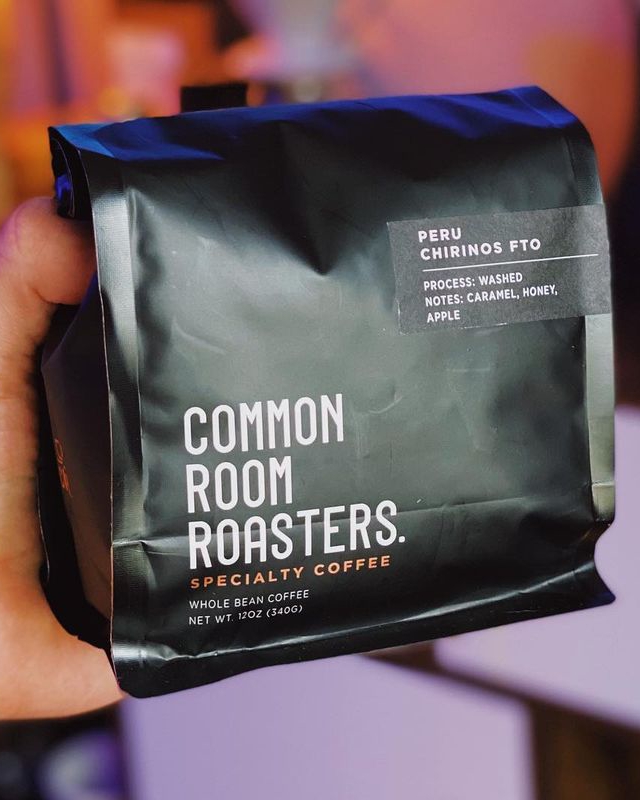 PERU
CHIRINOS FTO
PROCESS: WASHED
NOTES: CARAMEL, HONEY,
APPLE
COMMON
ROOM
ROASTERS.
SPECIALTY COFFEE
WHOLE BEAN COFFEE
NET WT. 12OZ (340G)